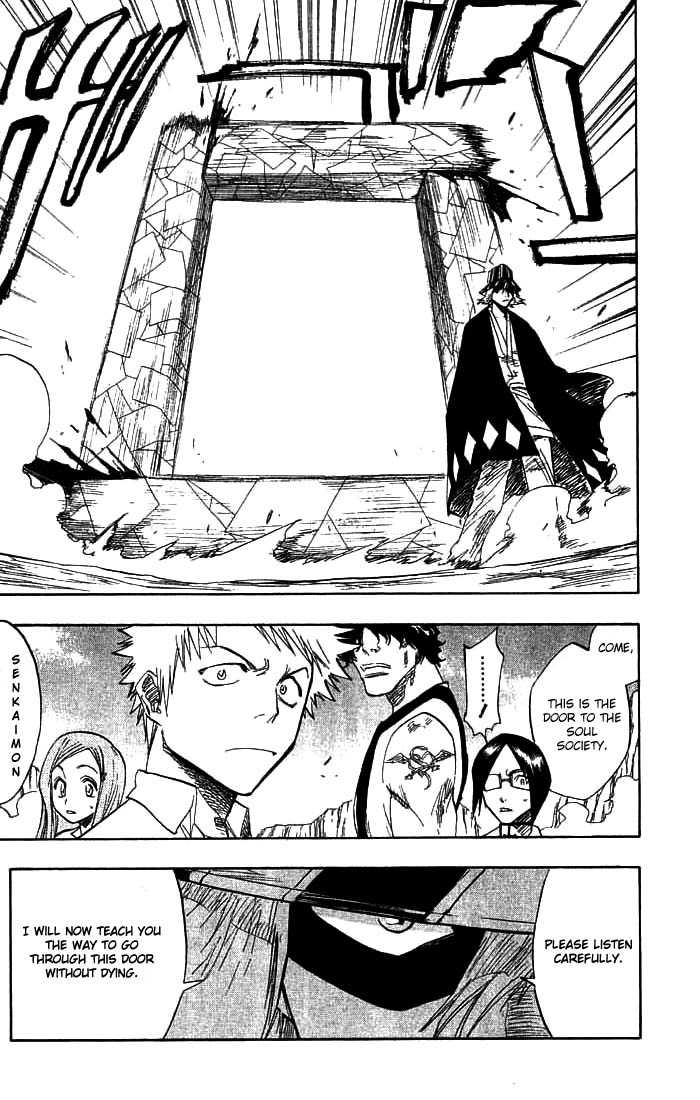 COME,
THIS IS THE
DOOR TO THE
SOUL
SOCIETY.
SENKAIMON
PLEASE LISTEN
CAREFULLY.
I WILL NOW TEACH YOU
THE WAY TO GO
THROUGH THIS DOOR
WITHOUT DYING.